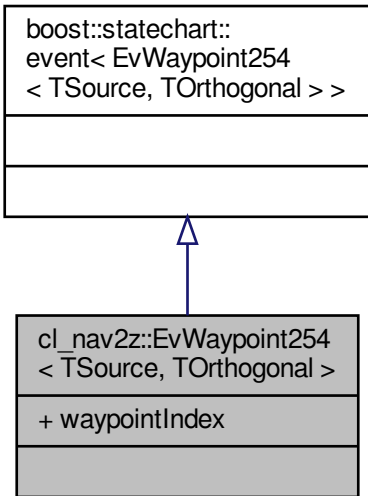 boost::statechart::
event< EvWaypoint254
< TSource, TOrthogonal > >
cl_nav2z::EvWaypoint254
< TSource, TOrthogonal >
+ waypointIndex